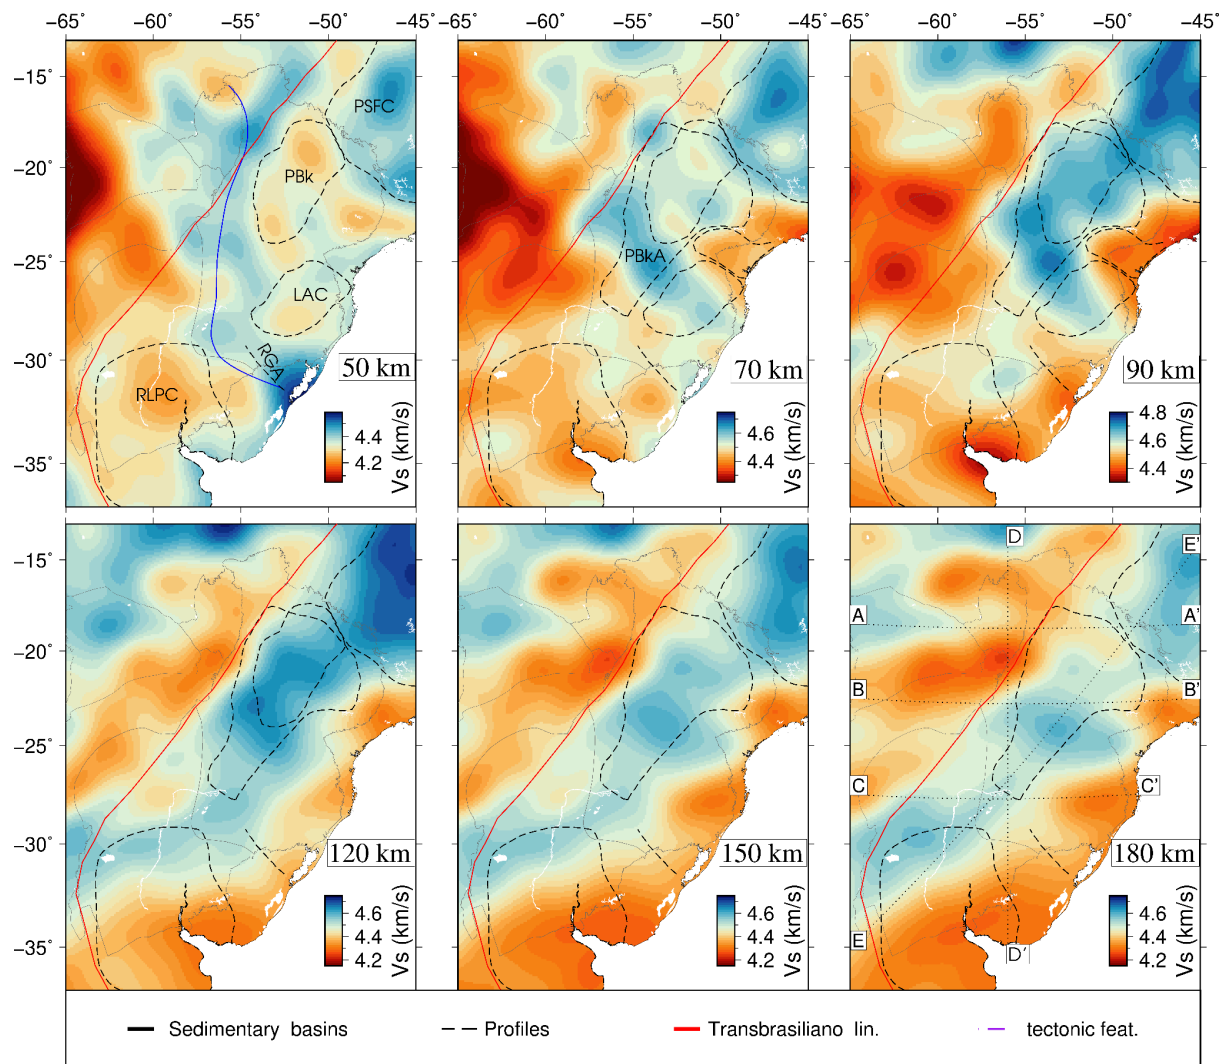 −65˚ −60˚ −55˚ −50˚ −65˚ −60˚ −55˚ −50˚ −65˚ −60˚ −55˚ −50˚ −45˚
−15˚
−20˚
−25˚
−30˚
−35˚
PSFC
PBk
LAC
RGA
RLPC
50 km
4.4
4.2
Vs (km/s)
PBkA
70 km
4.6
4.4
Vs (km/s)
90 km
4.8
4.6
4.4
Vs (km/s)
−15˚
−20˚
−25˚
−30˚
−35˚
120 km
4.6
4.4
4.2
Vs (km/s)
150 km
4.6
4.4
4.2
Vs (km/s)
D
E'
A A'
B B'
C C'
180 km
E
D'
4.6
4.4
4.2
Vs (km/s)
Sedimentary basins Profiles Transbrasiliano lin. tectonic feat.